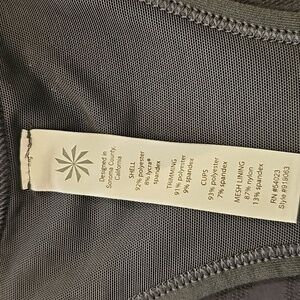 Designed in
Sonoma County,
California
SHELL
92% polyester
8% lycra®
spandex
TRIMMING
91% polyester
9% spandex
CUPS
93% polyester
7% spandex
MESH LINING
87% nylon
13% spandex
RN #54023
Style #919063